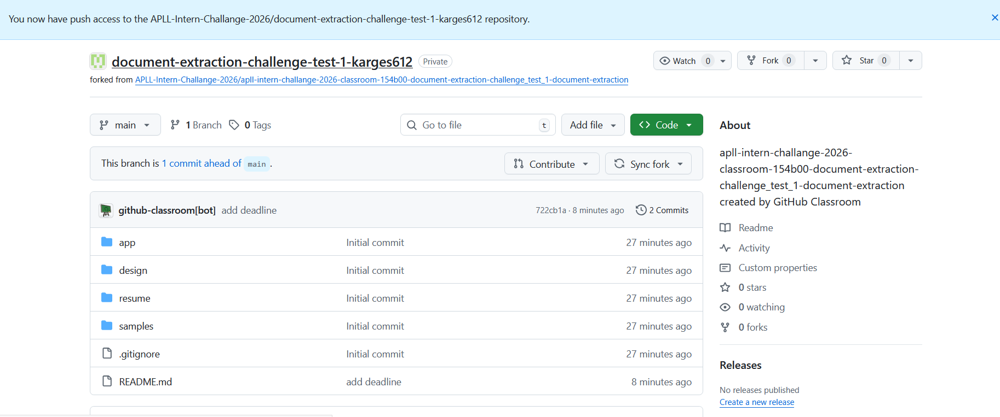 You now have push access to the APLL-Intern-Challange-2026/document-extraction-challenge-test-1-karges612 repository.
document-extraction-challenge-test-1-karges612 Private
Watch 0
Fork 0
Star 0
forked from APLL-Intern-Challange-2026/apll-intern-challange-2026-classroom-154b00-document-extraction-challenge_test_1-document-extraction
main 1 Branch 0 Tags
Go to file t
Add file
Code
This branch is 1 commit ahead of main.
Contribute
Sync fork
github-classroom[bot] add deadline 722cb1a · 8 minutes ago 2 Commits
app Initial commit 27 minutes ago
design Initial commit 27 minutes ago
resume Initial commit 27 minutes ago
samples Initial commit 27 minutes ago
.gitignore Initial commit 27 minutes ago
README.md add deadline 8 minutes ago
About
apll-intern-challange-2026-
classroom-154b00-document-extraction-
challenge_test_1-document-extraction
created by GitHub Classroom
Readme
Activity
Custom properties
0 stars
0 watching
0 forks
Releases
No releases published
Create a new release